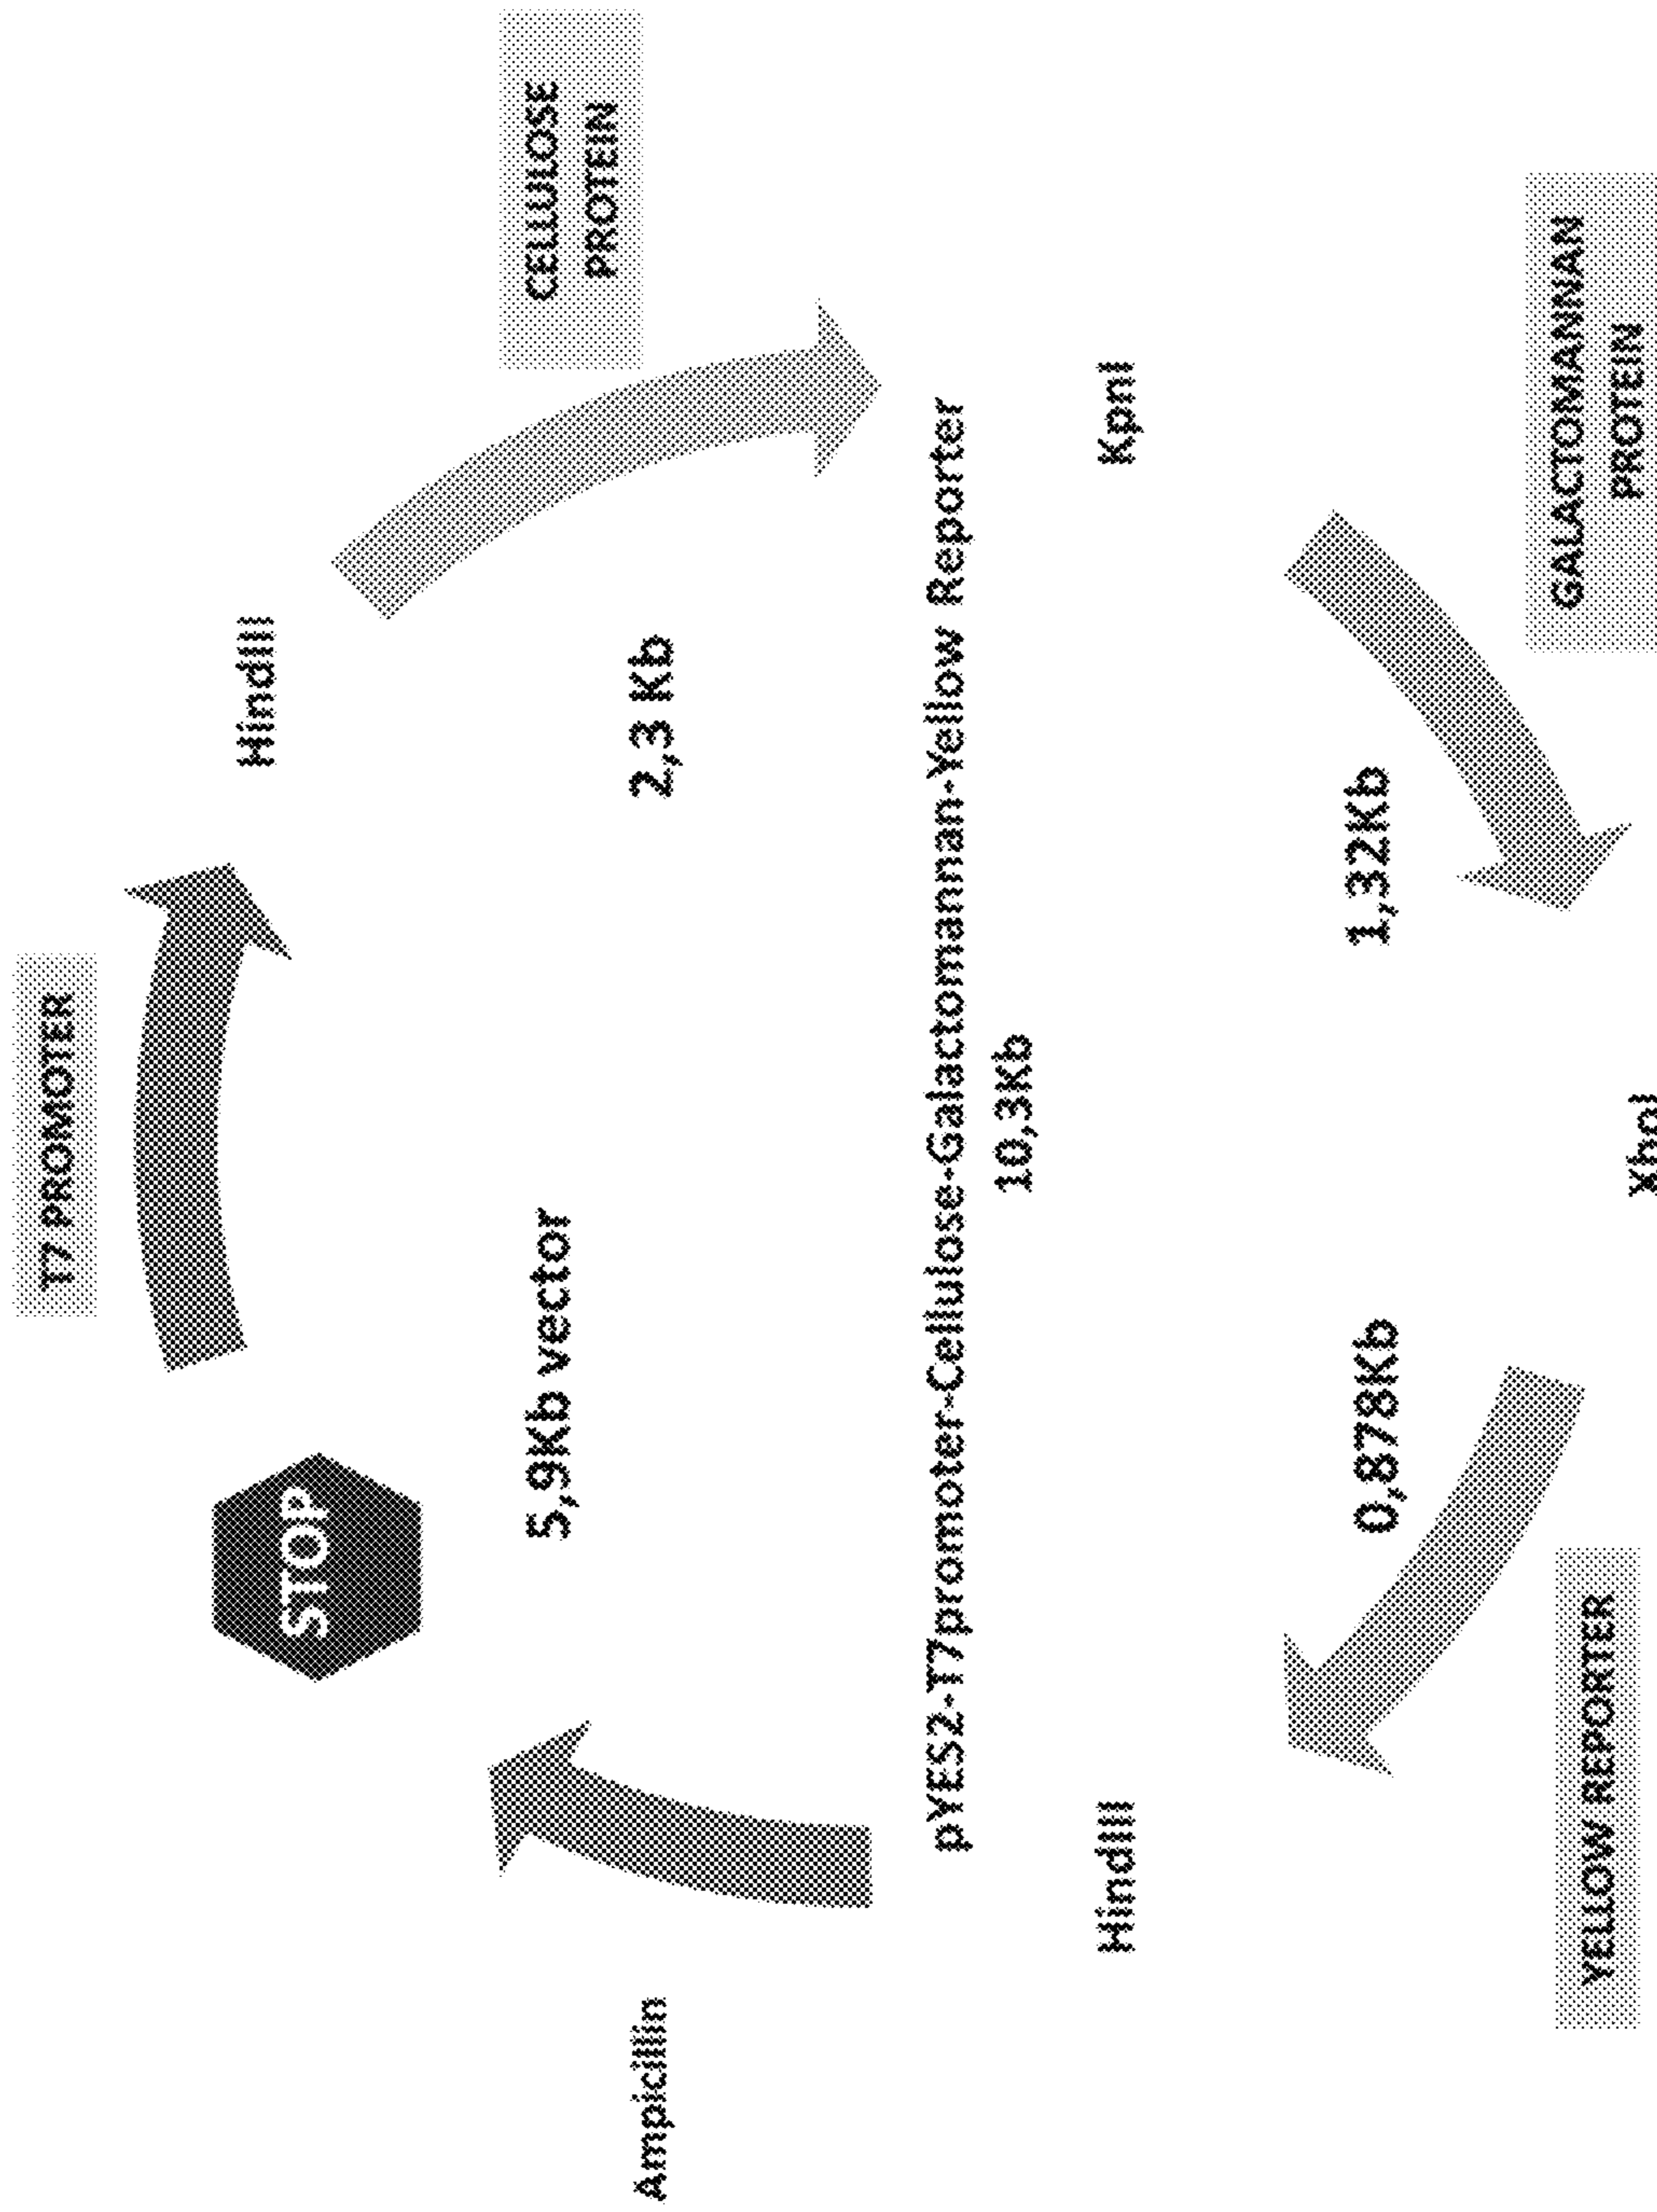 T7 PROMOTER
HindIII
STOP
CELLULOSE
PROTEIN
5,9Kb vector
2,3 Kb
Ampicillin
pYES2-T7promoter-Cellulose-Galactomannan-Yellow Reporter
10,3Kb
HindIII
KpnI
0,878Kb
1,32Kb
YELLOW REPORTER
XhoI
GALACTOMANNAN
PROTEIN